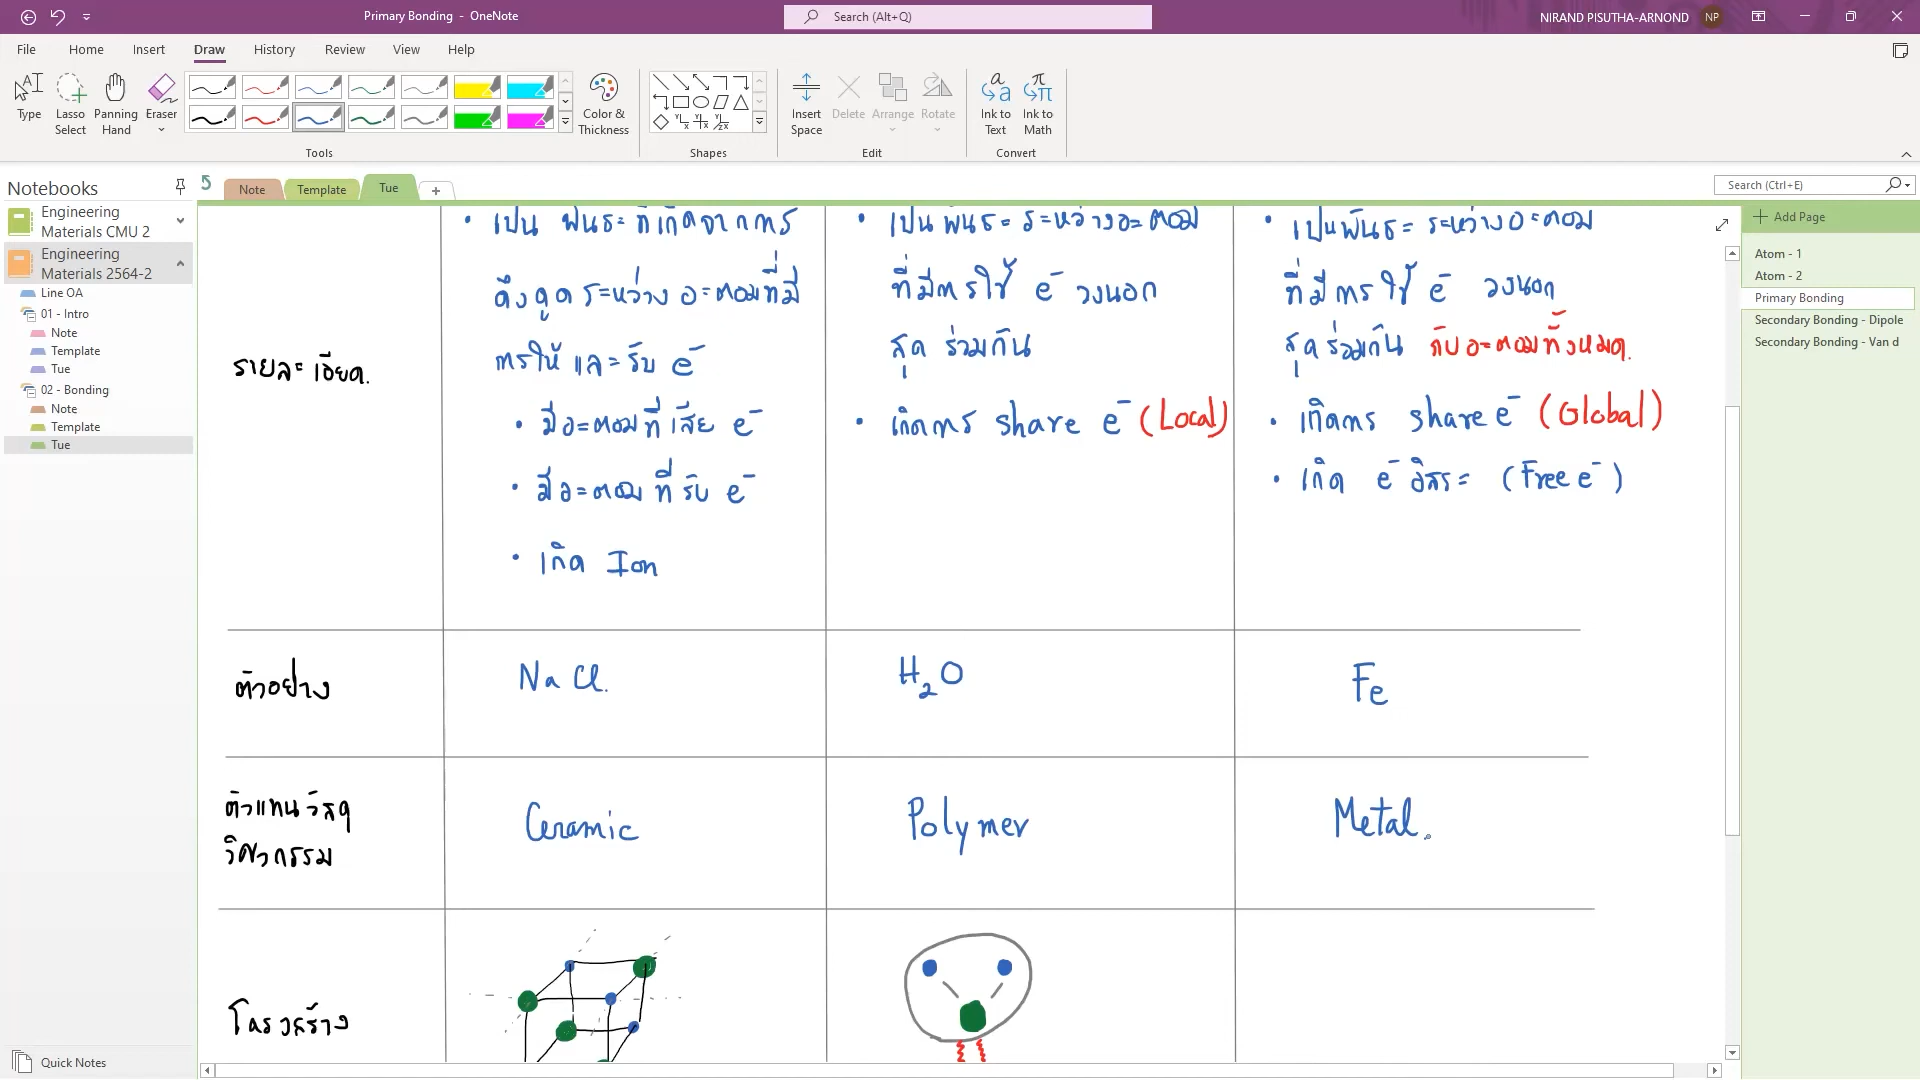 Primary Bonding - OneNote
Search (Alt+Q)
NIRAND PISUTHA-ARNOND
NP
File
Home
Insert
Draw
History
Review
View
Help
Type
Lasso Select
Panning Hand
Eraser
Color & Thickness
Insert Space
Delete
Arrange
Rotate
Ink to Text
Ink to Math
Tools
Shapes
Edit
Convert
Notebooks
Note
Template
Tue
Search (Ctrl+E)
Engineering Materials CMU 2
Engineering Materials 2564-2
Line OA
01 - Intro
Note
Template
Tue
02 - Bonding
Note
Template
Tue
Quick Notes
Add Page
Atom - 1
Atom - 2
Primary Bonding
Secondary Bonding - Dipole
Secondary Bonding - Van d
รายละเอียด.
• เป็น พันธะที่เกิดจากการ
ดึงดูดระหว่าง อะตอมที่มี
การให้ และรับ e⁻
• มีอะตอมที่เสีย e⁻
• มีอะตอมที่รับ e⁻
• เกิด Ion
• เป็นพันธะระหว่างอะตอม
ที่มีการใช้ e⁻ วงนอก
สุด ร่วมกัน
• เกิดการ share e⁻ (Local)
• เป็นพันธะระหว่างอะตอม
ที่มีการใช้ e⁻ วงนอก
สุดร่วมกัน กับอะตอมทั้งหมด.
• เกิดการ share e⁻ (Global)
• เกิด e⁻ อิสระ (Free e⁻)
ตัวอย่าง
NaCl.
H₂O
Fe
ตัวแทนวัสดุ
วิศวกรรม
Ceramic
Polymer
Metal.
โครงสร้าง